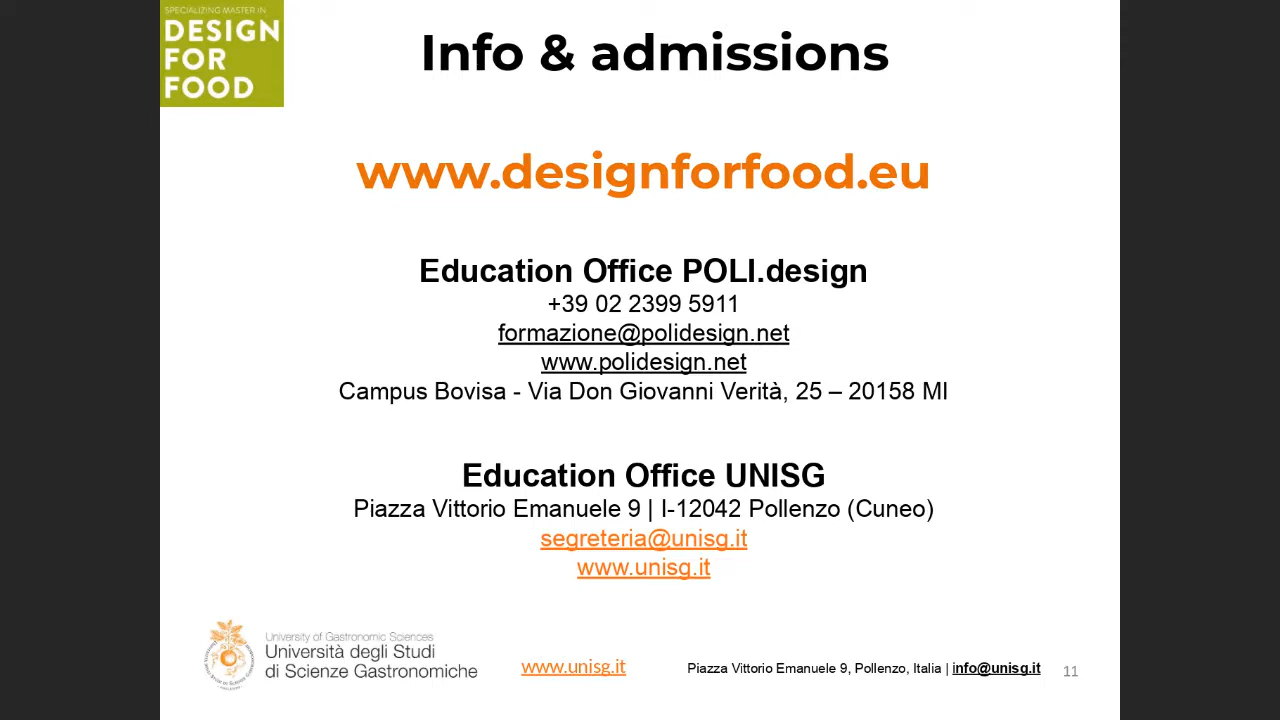 SPECIALIZING MASTER IN
DESIGN
FOR
FOOD
Info & admissions
www.designforfood.eu
Education Office POLI.design
+39 02 2399 5911
formazione@polidesign.net
www.polidesign.net
Campus Bovisa - Via Don Giovanni Verità, 25 – 20158 MI
Education Office UNISG
Piazza Vittorio Emanuele 9 | I-12042 Pollenzo (Cuneo)
segreteria@unisg.it
www.unisg.it
University of Gastronomic Sciences
Università degli Studi
di Scienze Gastronomiche
www.unisg.it
Piazza Vittorio Emanuele 9, Pollenzo, Italia | info@unisg.it
11